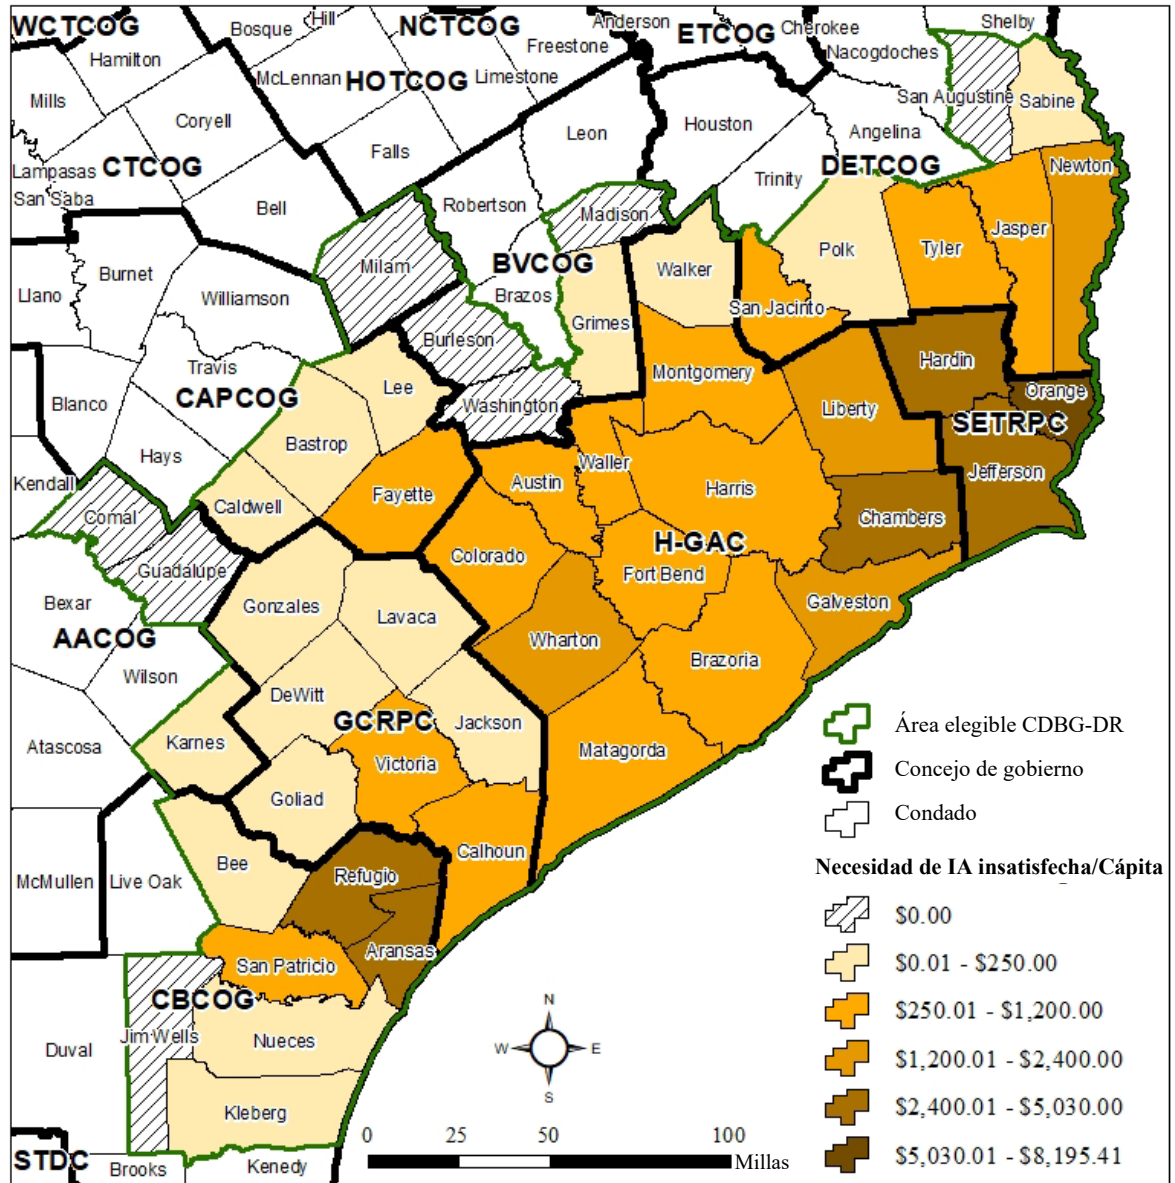 WCTCOG
Hamilton
Bosque
Hill
NCTCOG
Anderson
ETCOG
Cherokee
Shelby
Freestone
Nacogdoches
McLennan
HOTCOG
Limestone
Mills
San Augustine
Sabine
Coryell
Leon
Houston
Angelina
Falls
Lampasas
CTCOG
DETCOG
Newton
San Saba
Trinity
Bell
Robertson
Madison
Jasper
Milam
Polk
Tyler
Burnet
BVCOG
Walker
Llano
Williamson
Brazos
San Jacinto
Grimes
Burleson
Travis
Hardin
Montgomery
CAPCOG
Lee
Orange
Blanco
Washington
Liberty
SETRPC
Bastrop
Hays
Waller
Jefferson
Kendall
Austin
Harris
Fayette
Caldwell
Comal
Chambers
H-GAC
Colorado
Guadalupe
Fort Bend
Bexar
Gonzales
Galveston
Lavaca
AACOG
Wharton
Brazoria
Wilson
DeWitt
GCRPC
Jackson
Karnes
Atascosa
Matagorda
Victoria
Goliad
Calhoun
Bee
McMullen
Live Oak
Refugio
Aransas
San Patricio
CBCOG
Jim Wells
Nueces
Duval
Kleberg
STDC
Brooks
Kenedy
N
W
E
S
0 25 50 100
Millas
Área elegible CDBG-DR
Concejo de gobierno
Condado
Necesidad de IA insatisfecha/Cápita
$0.00
$0.01 - $250.00
$250.01 - $1,200.00
$1,200.01 - $2,400.00
$2,400.01 - $5,030.00
$5,030.01 - $8,195.41